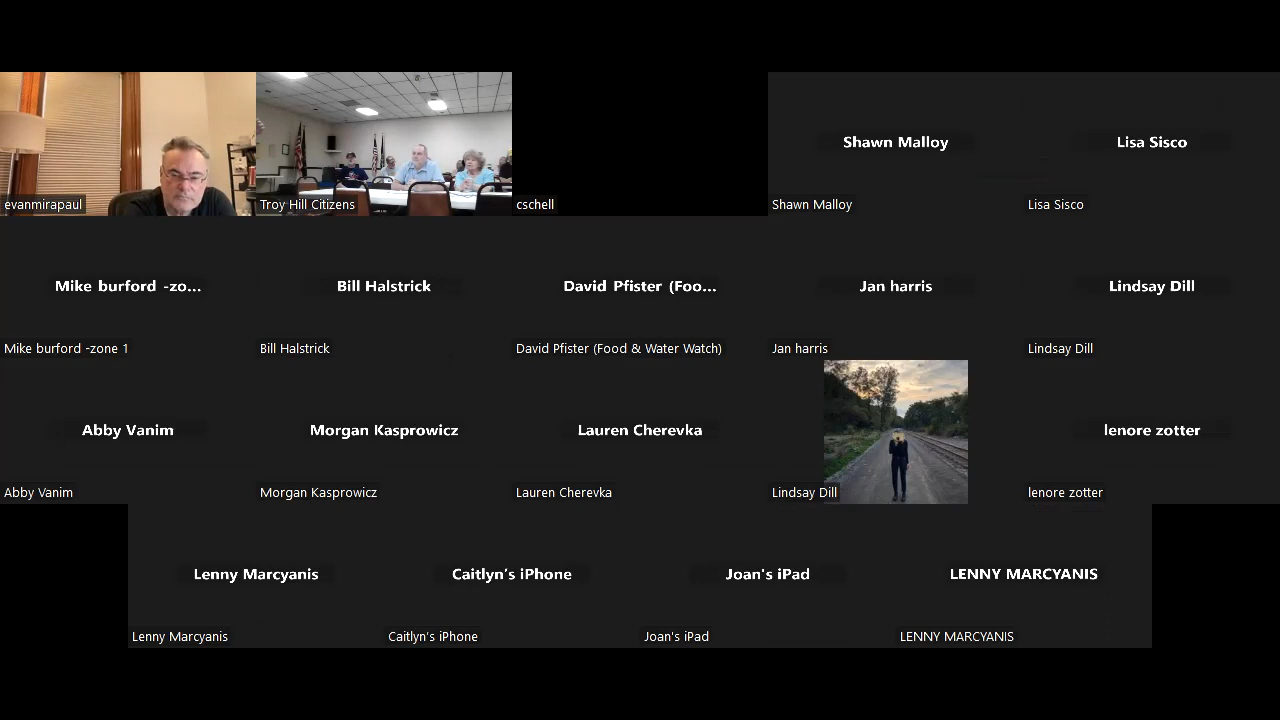 evanmirapaul
Troy Hill Citizens
cschell
Shawn Malloy
Shawn Malloy
Lisa Sisco
Lisa Sisco
Mike burford -zo...
Mike burford -zone 1
Bill Halstrick
Bill Halstrick
David Pfister (Foo...
David Pfister (Food & Water Watch)
Jan harris
Jan harris
Lindsay Dill
Lindsay Dill
Abby Vanim
Abby Vanim
Morgan Kasprowicz
Morgan Kasprowicz
Lauren Cherevka
Lauren Cherevka
Lindsay Dill
lenore zotter
lenore zotter
Lenny Marcyanis
Lenny Marcyanis
Caitlyn's iPhone
Caitlyn's iPhone
Joan's iPad
Joan's iPad
LENNY MARCYANIS
LENNY MARCYANIS